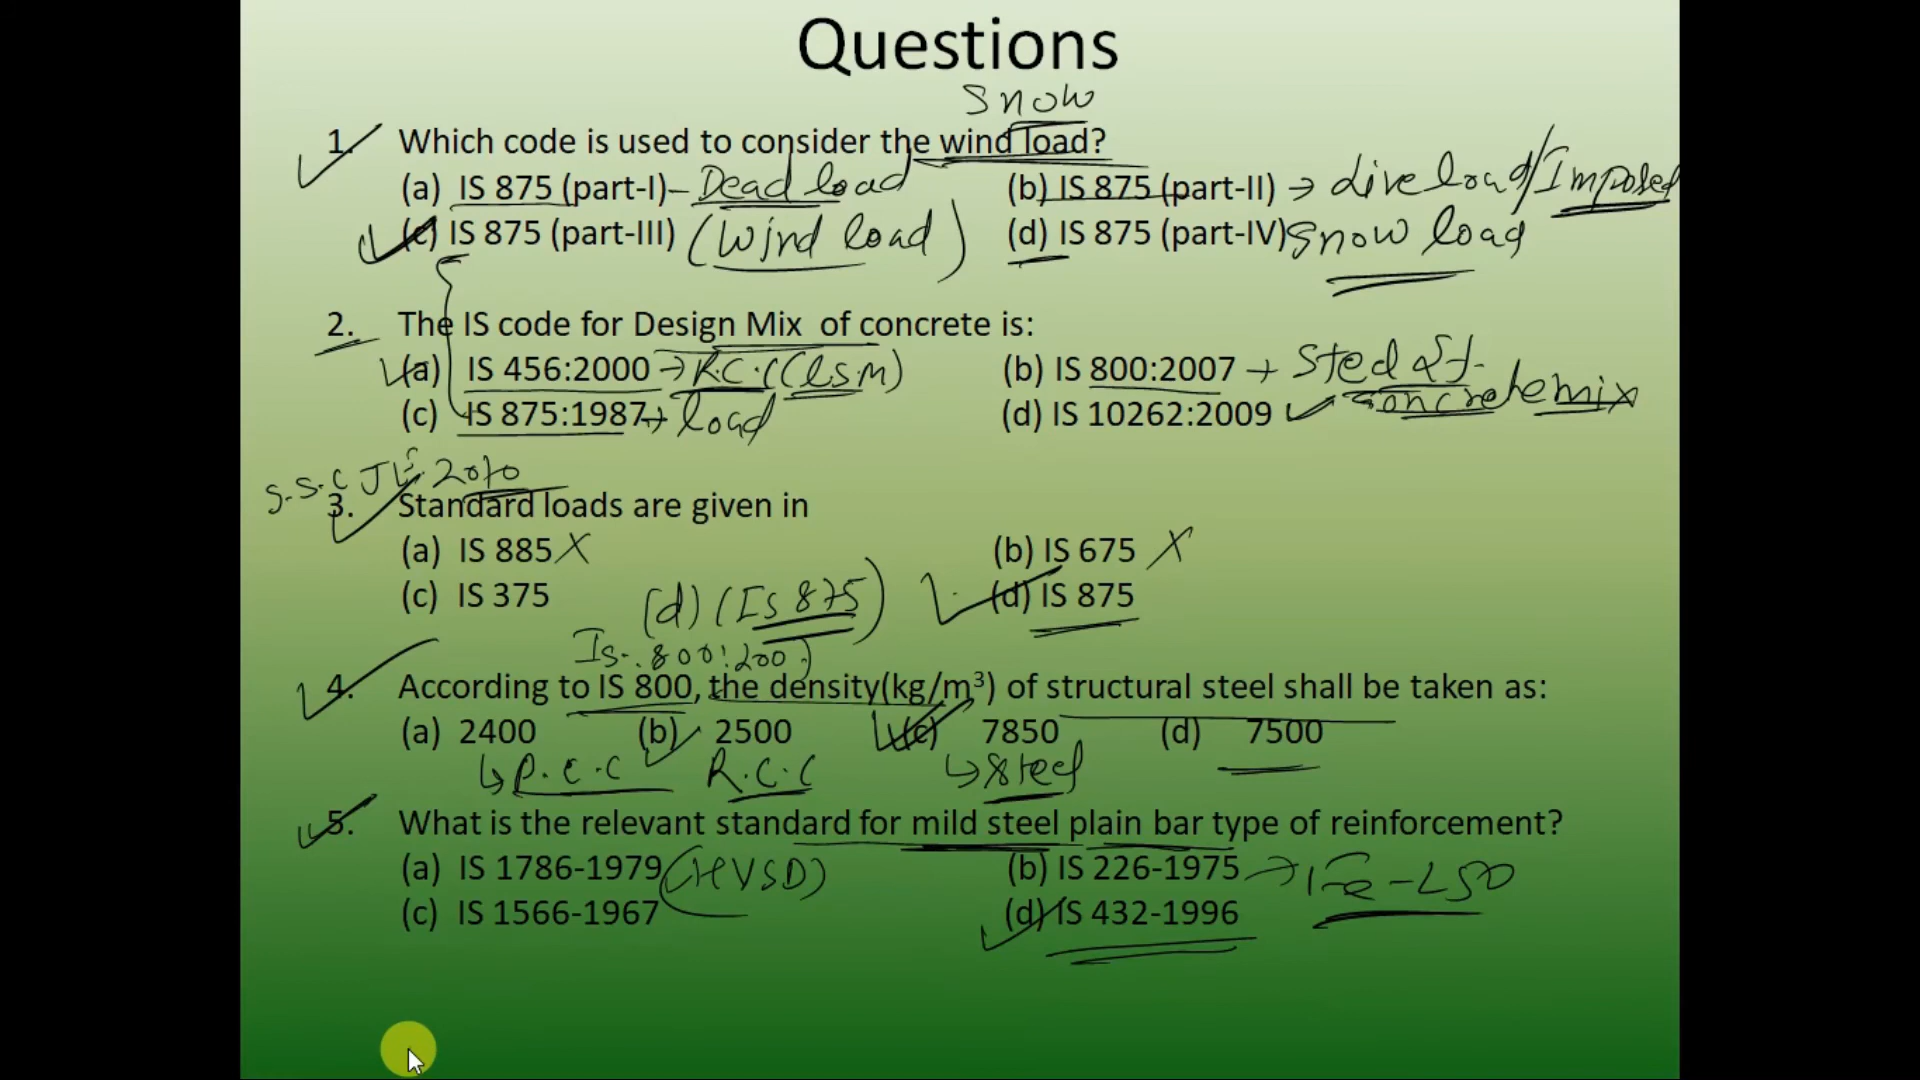 Questions
Snow
1. Which code is used to consider the wind load?
(a) IS 875 (part-I) – Dead load (b) IS 875 (part-II) → Live load/Imposed
(c) IS 875 (part-III) (Wind load) (d) IS 875 (part-IV) Snow load
2. The IS code for Design Mix of concrete is:
(a) IS 456:2000 → R.C.C (L.S.M) (b) IS 800:2007 →
(c) IS 875:1987 → load (d) IS 10262:2009 concrete mix
S.S.C JE 2010
3. Standard loads are given in
(a) IS 885 X (b) IS 675 X
(c) IS 375 (d) (IS 875) (d) IS 875
IS 800:2007
4. According to IS 800, the density(kg/m³) of structural steel shall be taken as:
(a) 2400 (b) 2500 (c) 7850 (d) 7500
P.C.C R.C.C steel
5. What is the relevant standard for mild steel plain bar type of reinforcement?
(a) IS 1786-1979 (HYSD) (b) IS 226-1975 →
(c) IS 1566-1967 (d) IS 432-1996